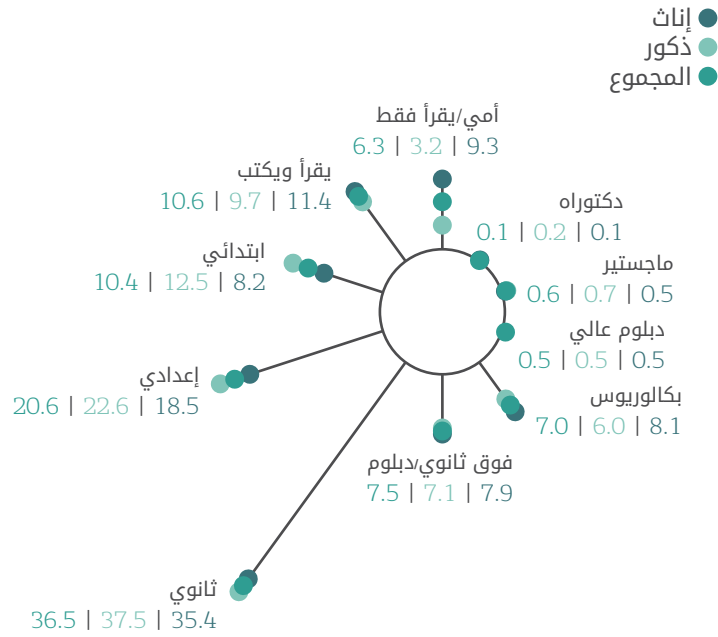 إناث
ذكور
المجموع
أمي/يقرأ فقط
6.3 | 3.2 | 9.3
دكتوراه
0.1 | 0.2 | 0.1
ماجستير
0.6 | 0.7 | 0.5
دبلوم عالي
0.5 | 0.5 | 0.5
بكالوريوس
7.0 | 6.0 | 8.1
فوق ثانوي/دبلوم
7.5 | 7.1 | 7.9
ثانوي
36.5 | 37.5 | 35.4
إعدادي
20.6 | 22.6 | 18.5
ابتدائي
10.4 | 12.5 | 8.2
يقرأ ويكتب
10.6 | 9.7 | 11.4